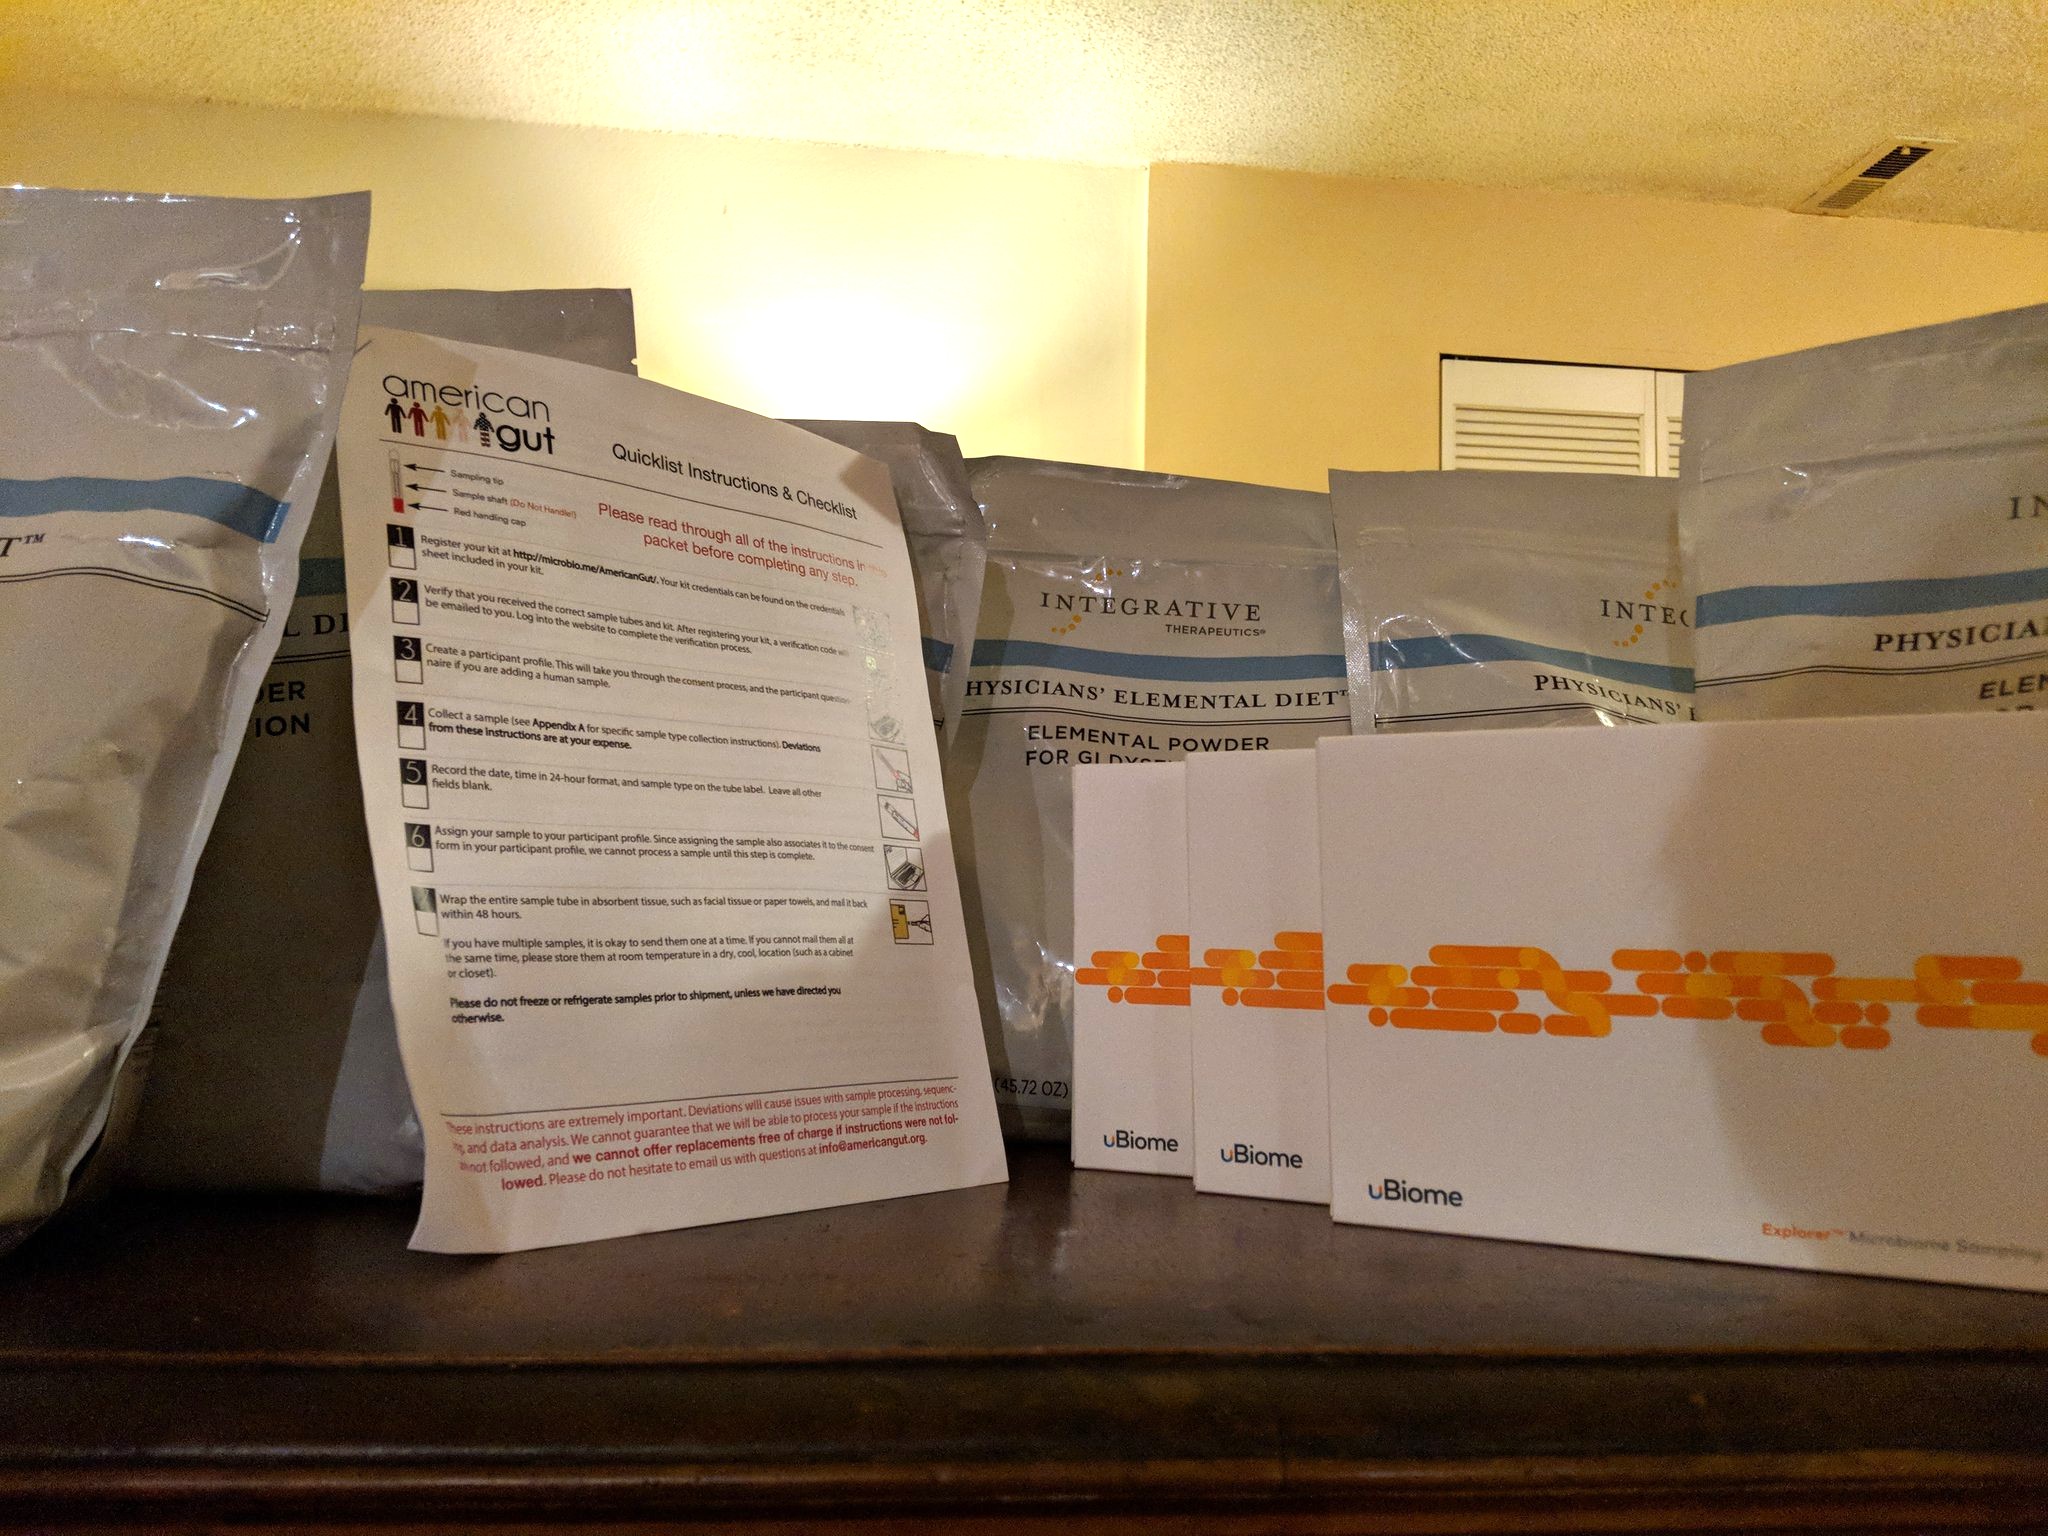 T™
L DI
DER
ION
american
gut
Quicklist Instructions & Checklist
Sampling tip
Sample shaft (Do Not Handle!)
Red handling cap
Please read through all of the instructions in
packet before completing any step.
1
Register your kit at http://microbio.me/AmericanGut/. Your kit credentials can be found on the credentials
sheet included in your kit.
2
Verify that you received the correct sample tubes and kit. After registering your kit, a verification code will
be emailed to you. Log into the website to complete the verification process.
3
Create a participant profile. This will take you through the consent process, and the participant question-
naire if you are adding a human sample.
4
Collect a sample (see Appendix A for specific sample type collection instructions). Deviations
from these instructions are at your expense.
5
Record the date, time in 24-hour format, and sample type on the tube label. Leave all other
fields blank.
6
Assign your sample to your participant profile. Since assigning the sample also associates it to the consent
form in your participant profile, we cannot process a sample until this step is complete.
Wrap the entire sample tube in absorbent tissue, such as facial tissue or paper towels, and mail it back
within 48 hours.
If you have multiple samples, it is okay to send them one at a time. If you cannot mail them all at
the same time, please store them at room temperature in a dry, cool, location (such as a cabinet
or closet).
Please do not freeze or refrigerate samples prior to shipment, unless we have directed you
otherwise.
These instructions are extremely important. Deviations will cause issues with sample processing, sequenc-
and data analysis. We cannot guarantee that we will be able to process your sample if the instructions
not followed, and we cannot offer replacements free of charge if instructions were not fol-
lowed. Please do not hesitate to email us with questions at info@americangut.org.
INTEGRATIVE
THERAPEUTICS®
HYSICIANS' ELEMENTAL DIET™
ELEMENTAL POWDER
FOR GI DYS
(45.72 OZ)
INTEG
PHYSICIANS'
IN
PHYSICIA
ELEM
uBiome
uBiome
uBiome
Explorer™ Microbiome Sampling